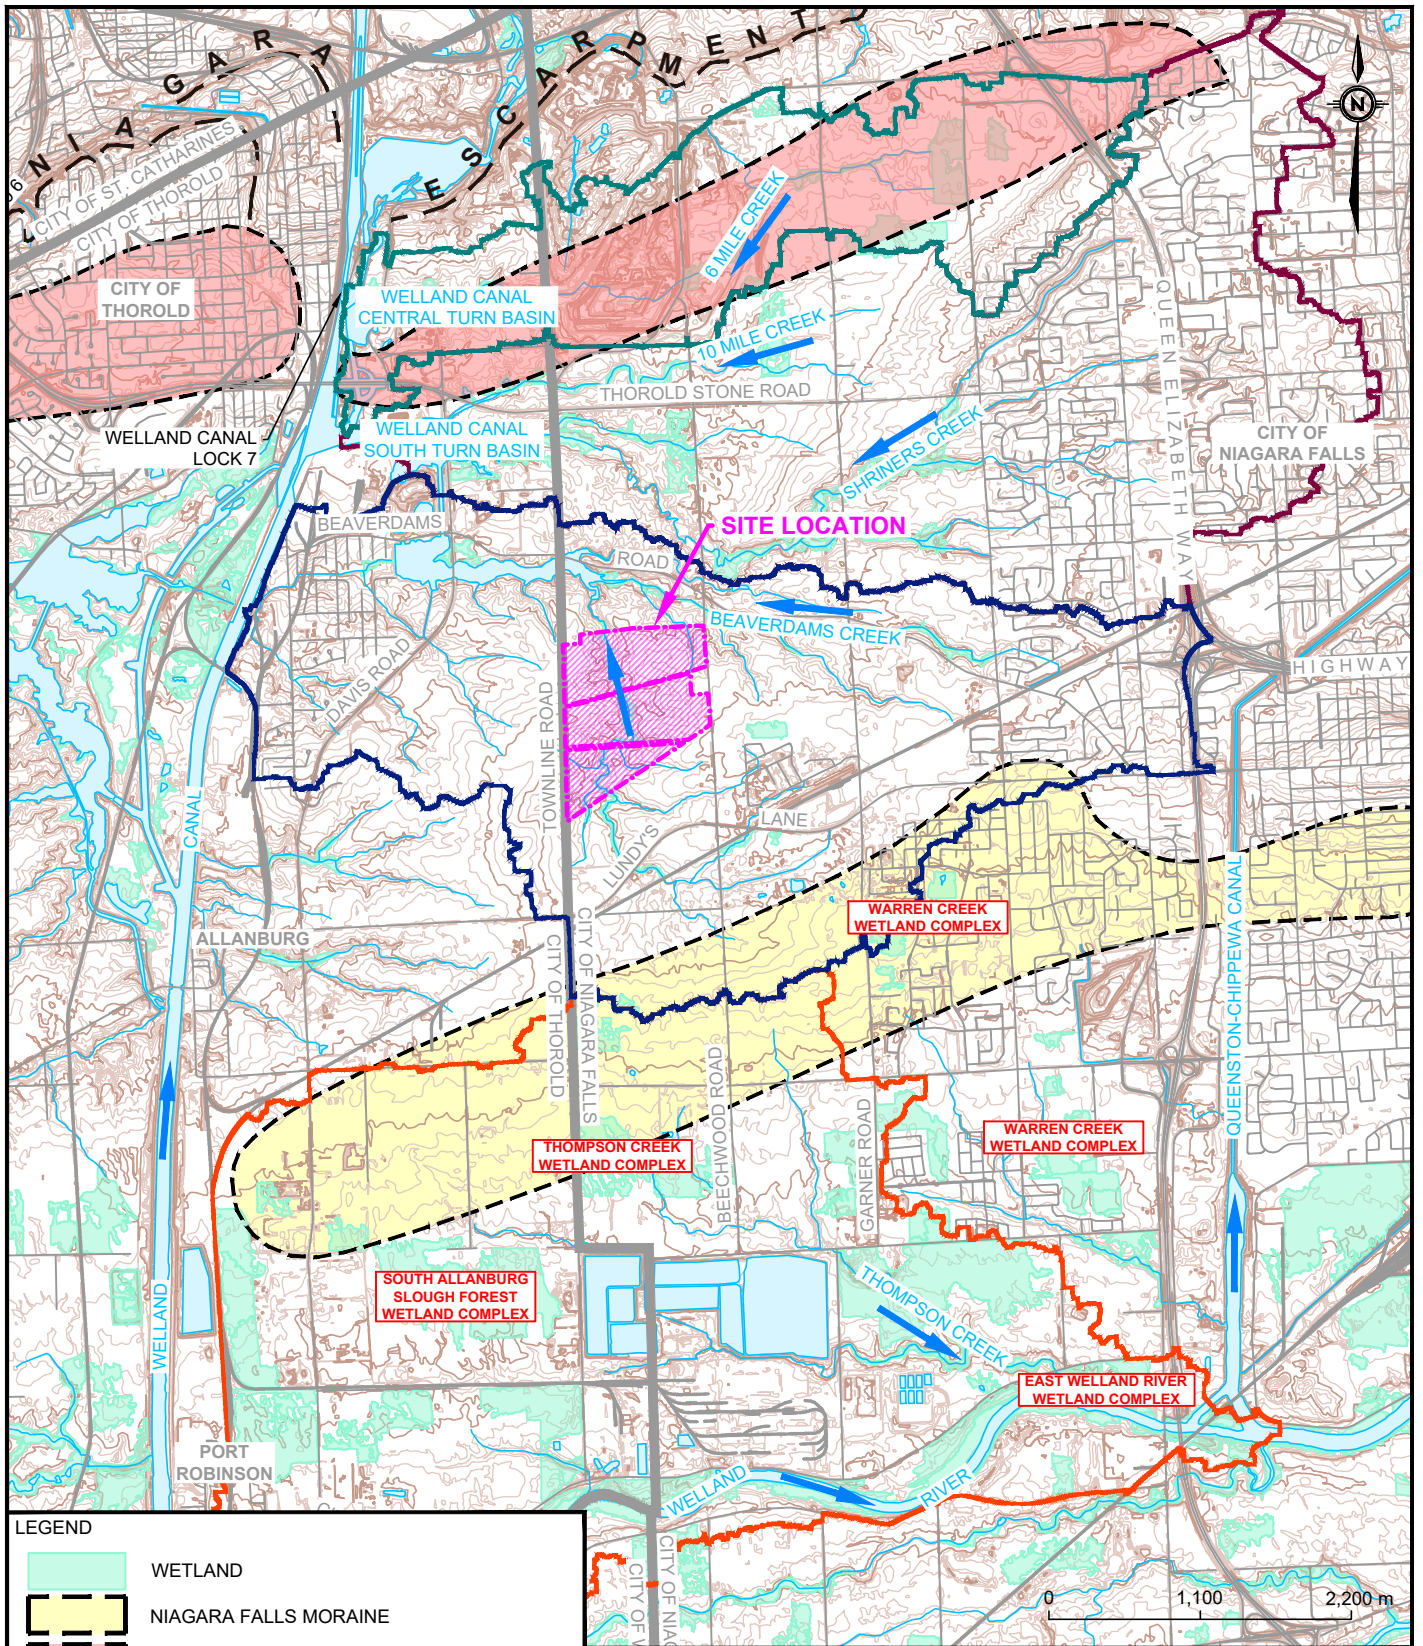 NIAGARA
ESCARPMENT
N
CITY OF ST. CATHARINES
CITY OF THOROLD
6 MILE CREEK
CITY OF
THOROLD
WELLAND CANAL
CENTRAL TURN BASIN
10 MILE CREEK
THOROLD STONE ROAD
QUEEN ELIZABETH WAY
WELLAND CANAL
LOCK 7
WELLAND CANAL
SOUTH TURN BASIN
SHRINERS CREEK
CITY OF
NIAGARA FALLS
BEAVERDAMS
ROAD
SITE LOCATION
BEAVERDAMS CREEK
HIGHWAY
DAVIS ROAD
TOWNLINE ROAD
CANAL
LUNDY'S
LANE
QUEENSTON-CHIPPEWA CANAL
WARREN CREEK
WETLAND COMPLEX
ALLANBURG
CITY OF THOROLD
CITY OF NIAGARA FALLS
BEECHWOOD ROAD
GARNER ROAD
WARREN CREEK
WETLAND COMPLEX
THOMPSON CREEK
WETLAND COMPLEX
WELLAND
SOUTH ALLANBURG
SLOUGH FOREST
WETLAND COMPLEX
THOMPSON CREEK
EAST WELLAND RIVER
WETLAND COMPLEX
PORT
ROBINSON
WELLAND
RIVER
CITY OF
CITY OF
LEGEND
WETLAND
NIAGARA FALLS MORAINE
0 1,100 2,200 m